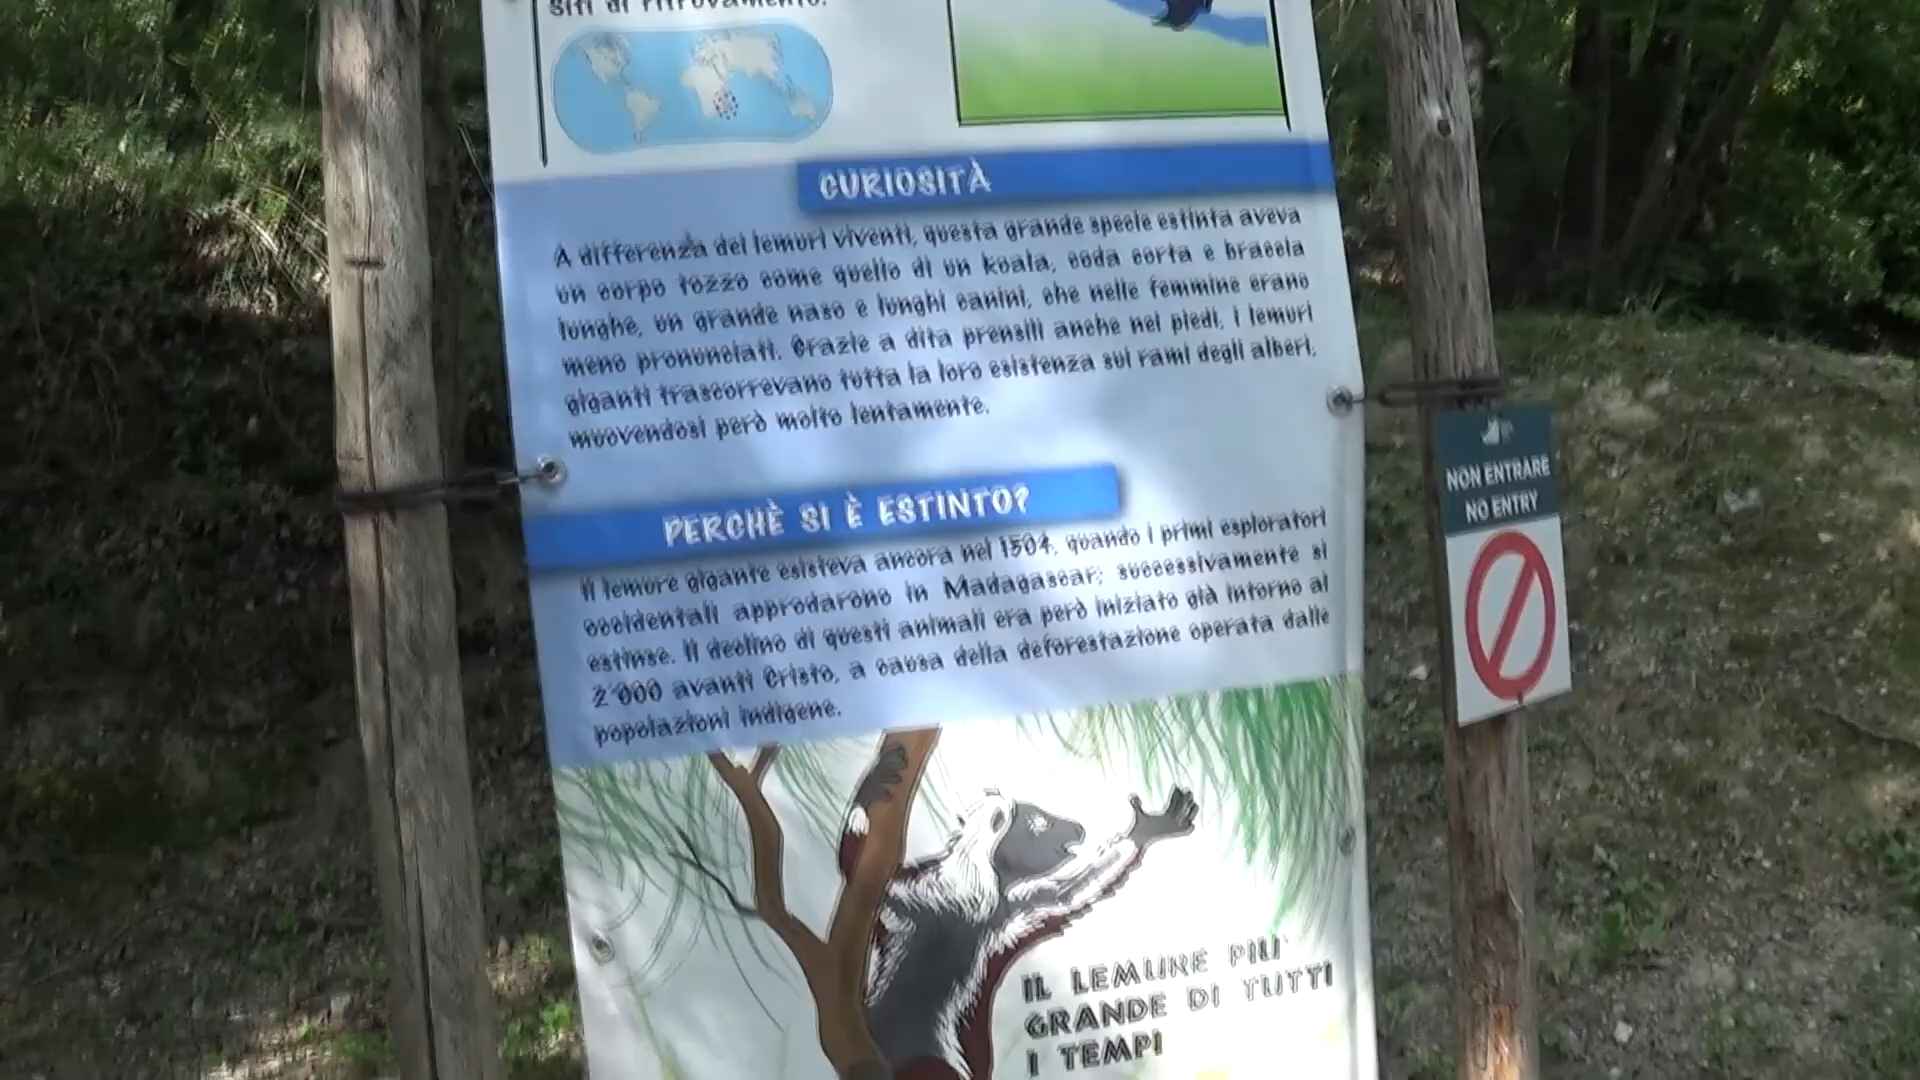 siti di ritrovamento.
CURIOSITÀ
A differenza dei lemuri viventi, questa grande specie estinta aveva
un corpo tozzo come quello di un koala, coda corta e braccia
lunghe, un grande naso e lunghi canini, che nelle femmine erano
meno pronunciati. Grazie a dita prensili anche nei piedi, i lemuri
giganti trascorrevano tutta la loro esistenza sui rami degli alberi,
muovendosi però molto lentamente.
PERCHÈ SI È ESTINTO?
Il lemure gigante esisteva ancora nel 1504, quando i primi esploratori
occidentali approdarono in Madagascar; successivamente si
estinse. Il declino di questi animali era però iniziato già intorno al
2'000 avanti Cristo, a causa della deforestazione operata dalle
popolazioni indigene.
IL LEMURE PIU'
GRANDE DI TUTTI
I TEMPI
NON ENTRARE
NO ENTRY